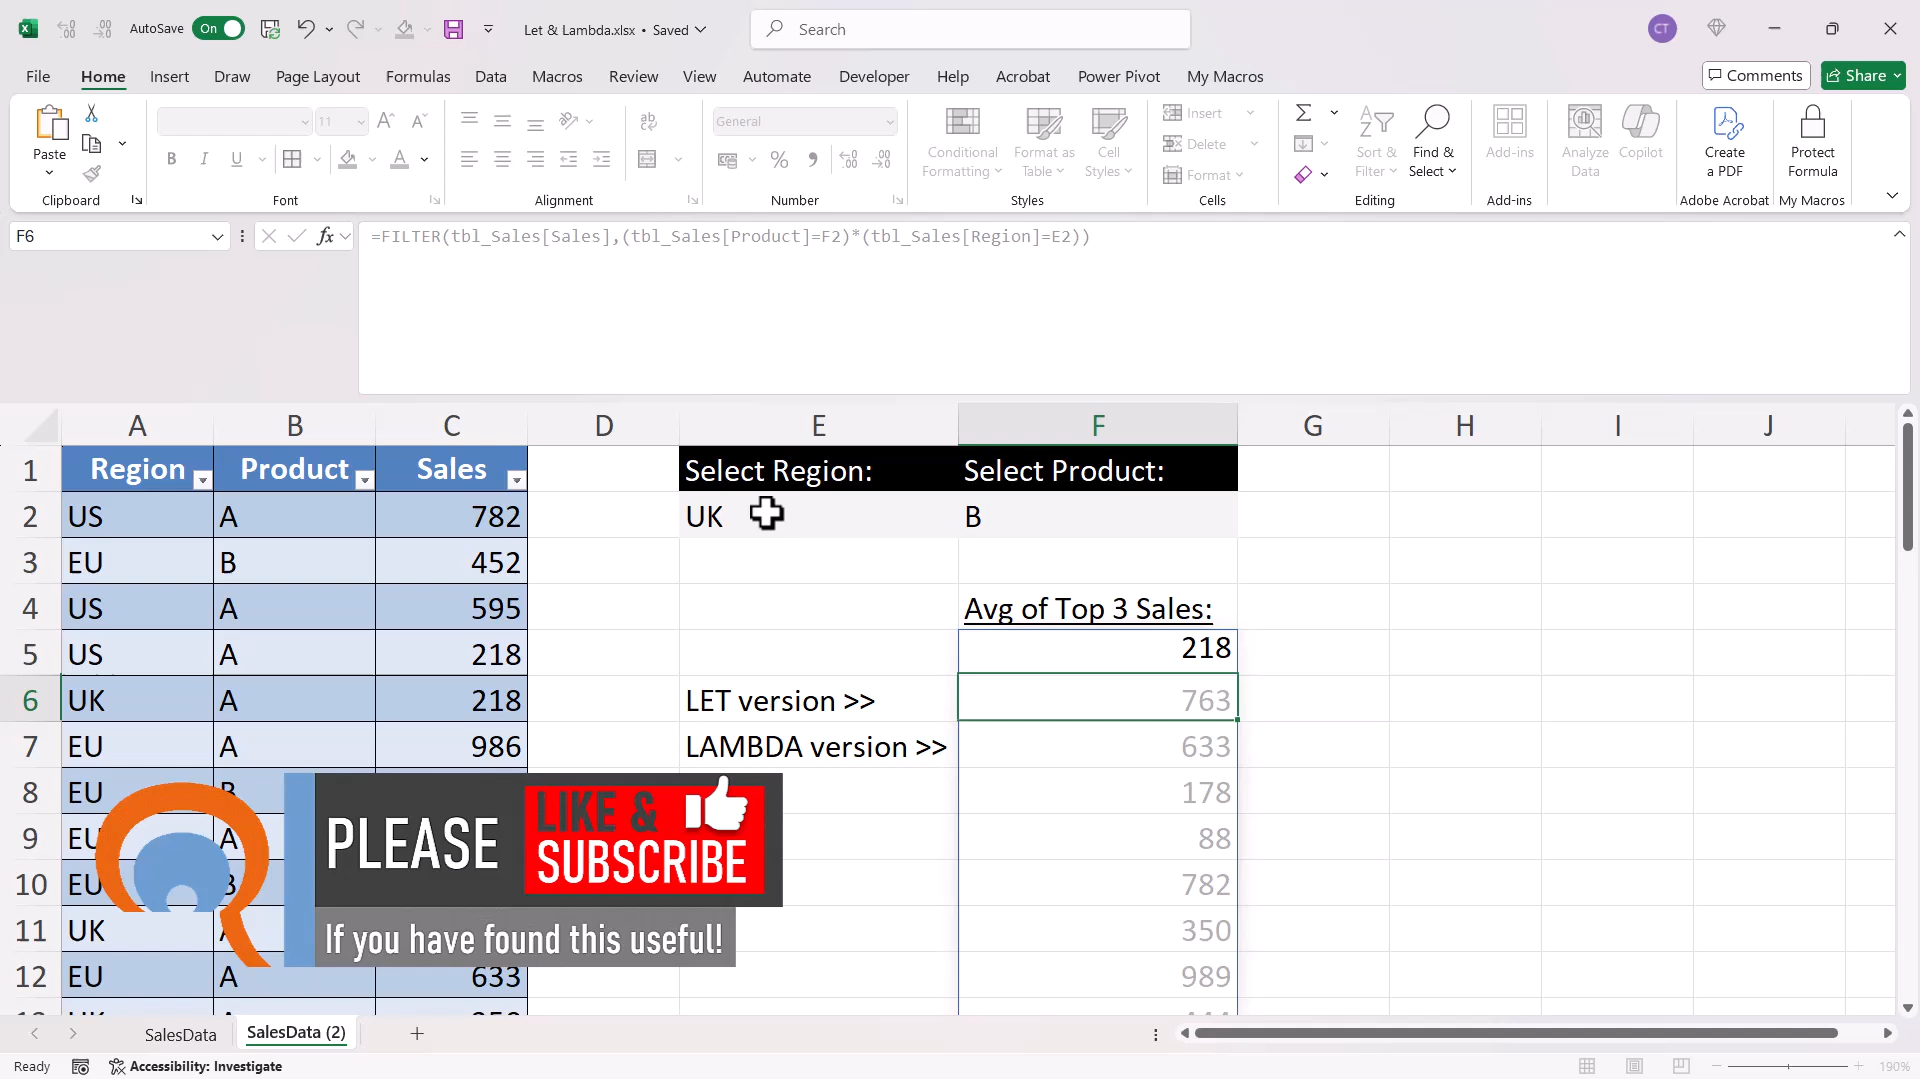 AutoSave On Let & Lambda.xlsx • Saved Search CT
File Home Insert Draw Page Layout Formulas Data Macros Review View Automate Developer Help Acrobat Power Pivot My Macros Comments Share
Paste 11 General Conditional Formatting Format as Table Cell Styles Insert Delete Format Sort & Filter Find & Select Add-ins Analyze Data Copilot Create a PDF Protect Formula
Clipboard Font Alignment Number Styles Cells Editing Add-ins Adobe Acrobat My Macros
F6 fx =FILTER(tbl_Sales[Sales],(tbl_Sales[Product]=F2)*(tbl_Sales[Region]=E2))
A B C D E F G H I J
1 Region Product Sales Select Region: Select Product:
2 US A 782 UK B
3 EU B 452
4 US A 595 Avg of Top 3 Sales:
5 US A 218 218
6 UK A 218 LET version >> 763
7 EU A 986 LAMBDA version >> 633
8 EU B 178
9 EU A 88
10 EU B 782
11 UK 350
12 EU A 633 989
PLEASE LIKE & SUBSCRIBE
If you have found this useful!
SalesData SalesData (2)
Ready Accessibility: Investigate 190%